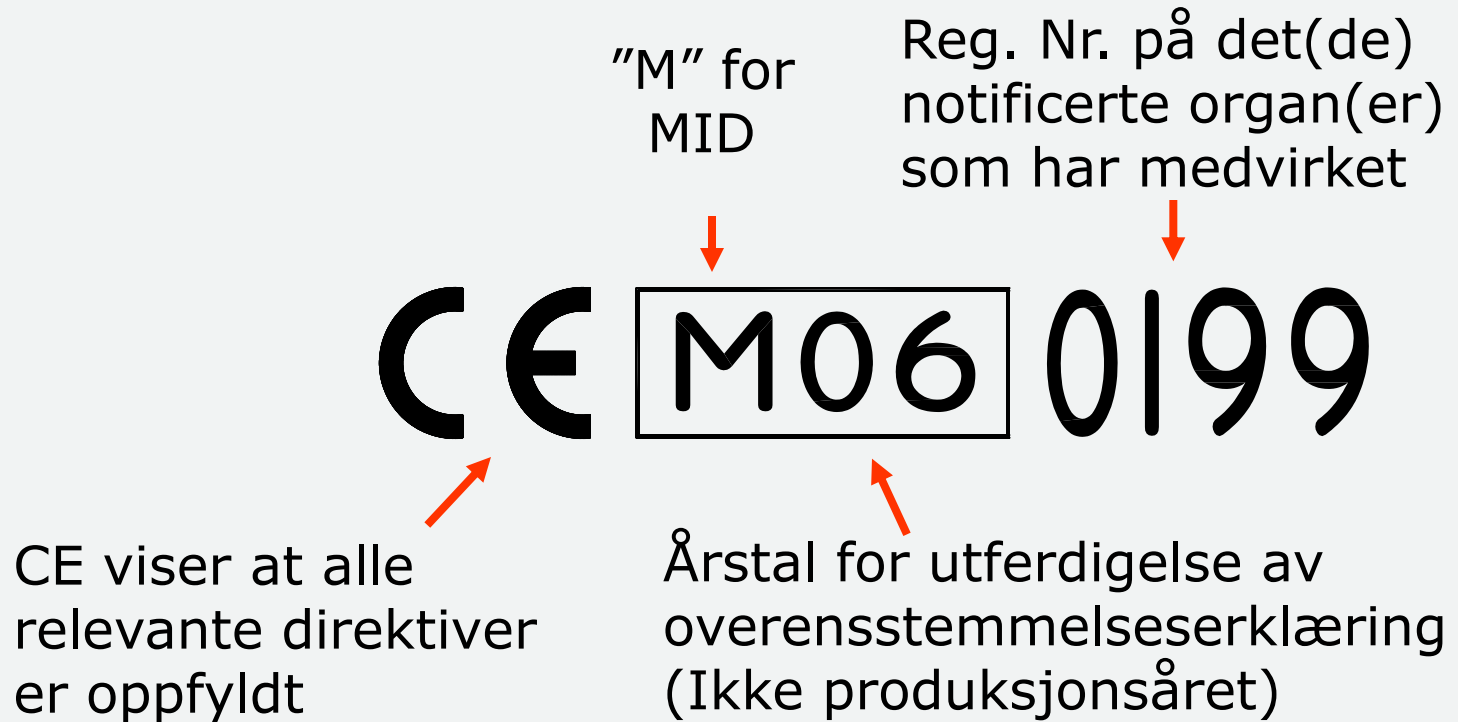 ”M” for
MID
Reg. Nr. på det(de)
notificerte organ(er)
som har medvirket
CE M06 0199
CE viser at alle
relevante direktiver
er oppfyldt
Årstal for utferdigelse av
overensstemmelseserklæring
(Ikke produksjonsåret)